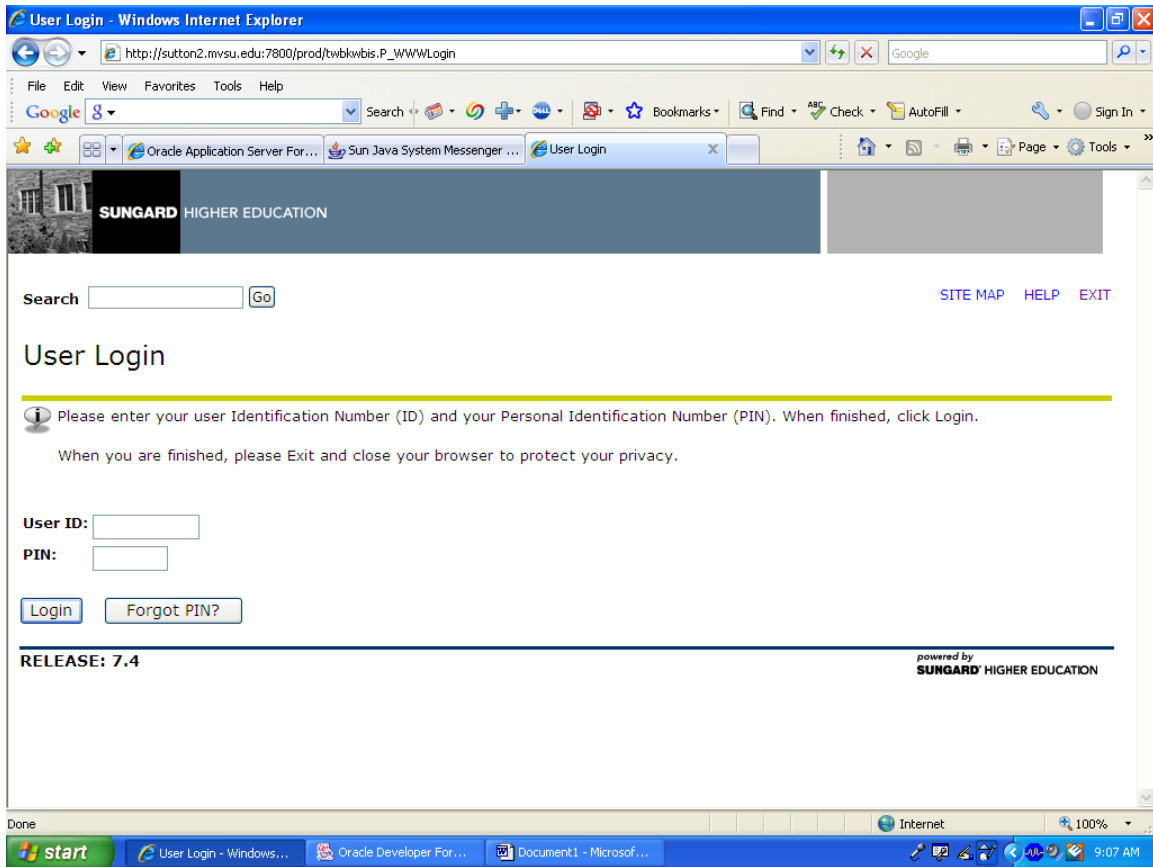 User Login - Windows Internet Explorer
http://sutton2.mvsu.edu:7800/prod/twbkwbis.P_WWWLogin
Google
File Edit View Favorites Tools Help
Google Search Bookmarks Find ABC Check AutoFill Sign In
Oracle Application Server For... Sun Java System Messenger ... User Login Page Tools
SUNGARD HIGHER EDUCATION
Search Go SITE MAP HELP EXIT
User Login
Please enter your user Identification Number (ID) and your Personal Identification Number (PIN). When finished, click Login.
When you are finished, please Exit and close your browser to protect your privacy.
User ID:
PIN:
Login Forgot PIN?
RELEASE: 7.4 powered by
SUNGARD' HIGHER EDUCATION
Done Internet 100%
start User Login - Windows... Oracle Developer For... Document1 - Microsof... 9:07 AM